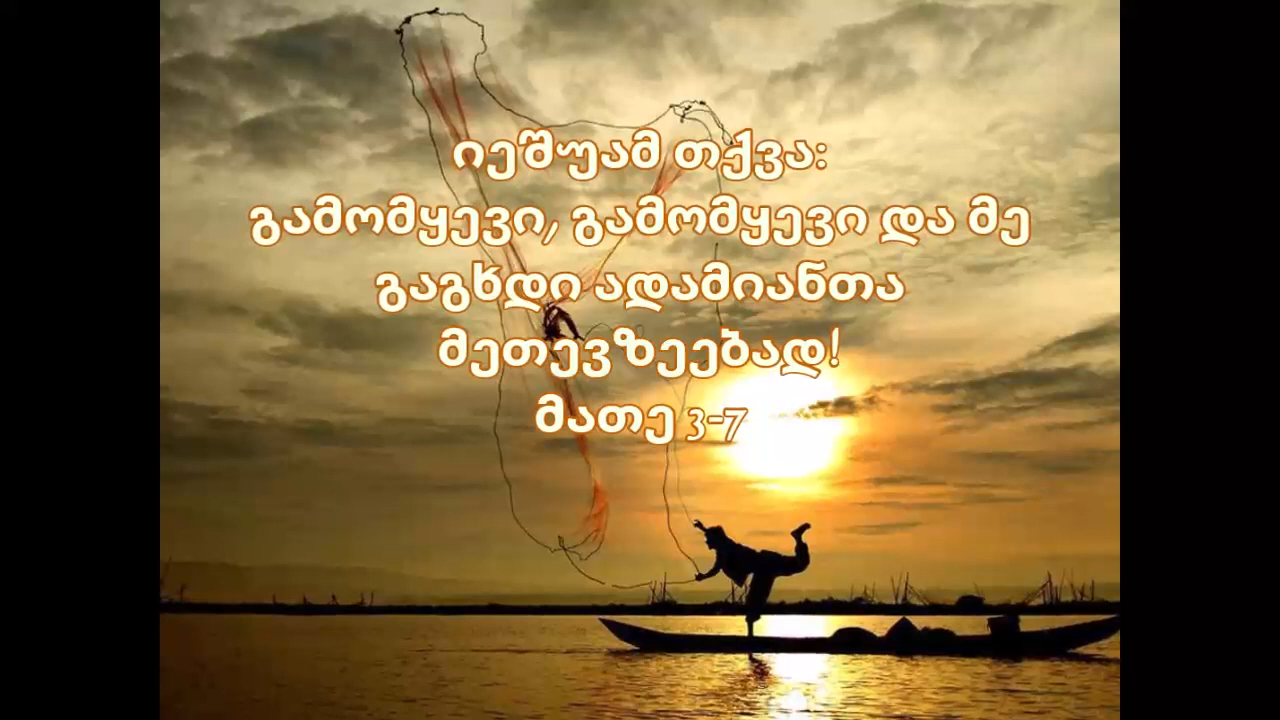 იეშუამ თქვა:
გამომყევი, გამომყევი და მე
გაგხდი ადამიანთა
მეთევზეებად!
მათე 3-7